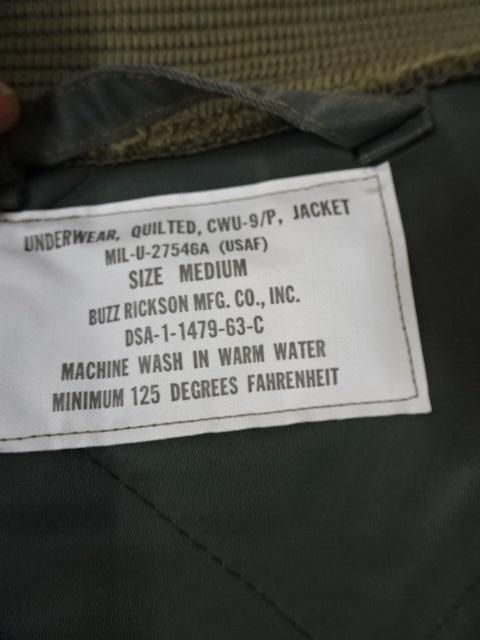 UNDERWEAR, QUILTED, CWU-9/P, JACKET
MIL-U-27546A (USAF)
SIZE MEDIUM
BUZZ RICKSON MFG. CO., INC.
DSA-1-1479-63-C
MACHINE WASH IN WARM WATER
MINIMUM 125 DEGREES FAHRENHEIT